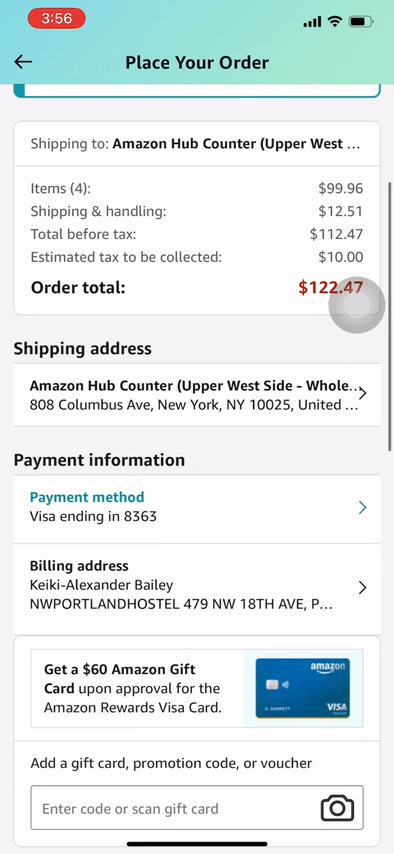 3:56
Place Your Order
Shipping to: Amazon Hub Counter (Upper West ...
Items (4): $99.96
Shipping & handling: $12.51
Total before tax: $112.47
Estimated tax to be collected: $10.00
Order total: $122.47
Shipping address
Amazon Hub Counter (Upper West Side - Whole...
808 Columbus Ave, New York, NY 10025, United ...
Payment information
Payment method
Visa ending in 8363
Billing address
Keiki-Alexander Bailey
NWPORTLANDHOSTEL 479 NW 18TH AVE, P...
Get a $60 Amazon Gift
Card upon approval for the
Amazon Rewards Visa Card.
amazon
C. BARRETT
VISA
Add a gift card, promotion code, or voucher
Enter code or scan gift card